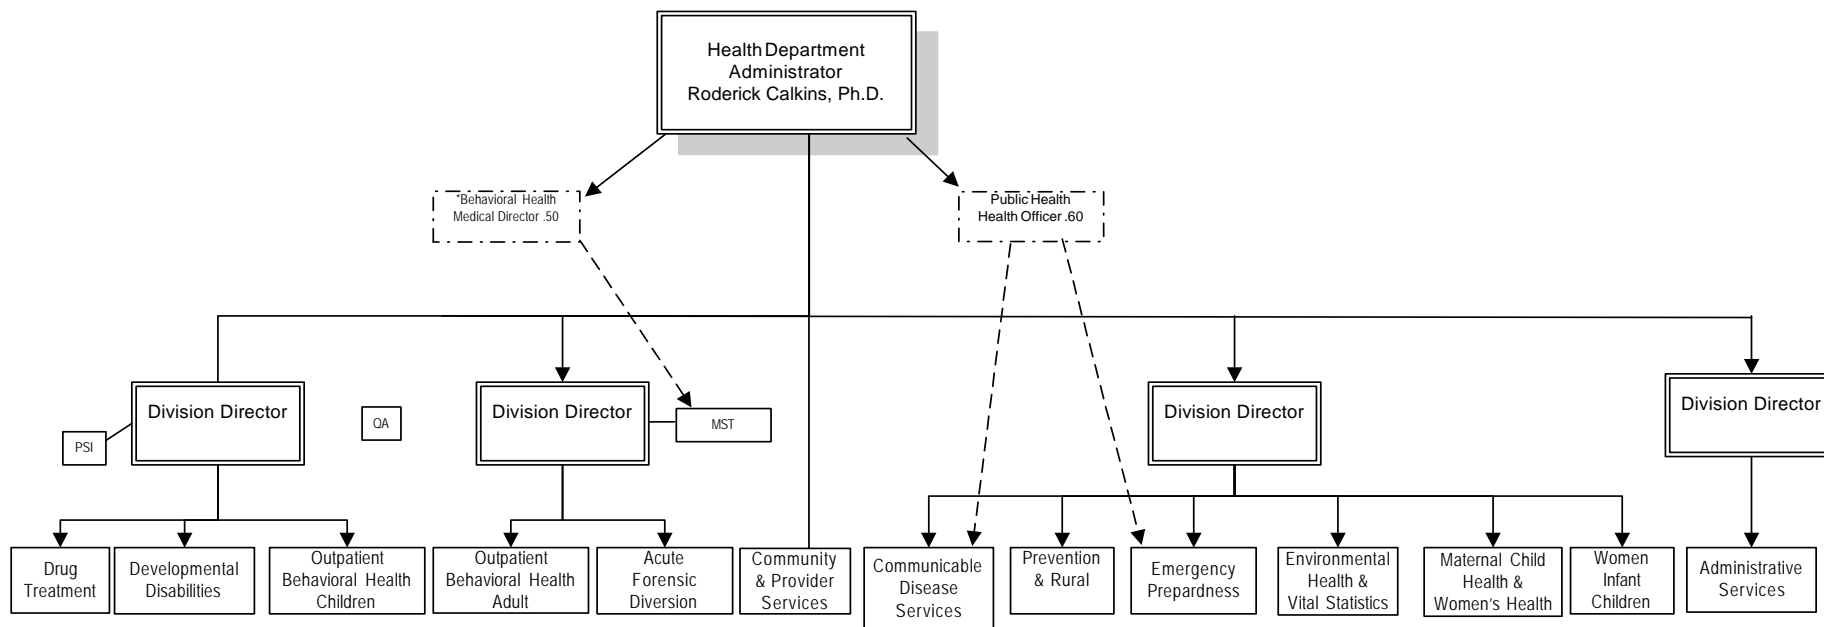 Health Department
Administrator
Roderick Calkins, Ph.D.
*Behavioral Health
Medical Director .50
Public Health
Health Officer .60
Division Director
Division Director
Division Director
Division Director
PSI
QA
MST
Drug
Treatment
Developmental
Disabilities
Outpatient
Behavioral Health
Children
Outpatient
Behavioral Health
Adult
Acute
Forensic
Diversion
Community
& Provider
Services
Communicable
Disease
Services
Prevention
& Rural
Emergency
Prepardness
Environmental
Health &
Vital Statistics
Maternal Child
Health &
Women's Health
Women
Infant
Children
Administrative
Services